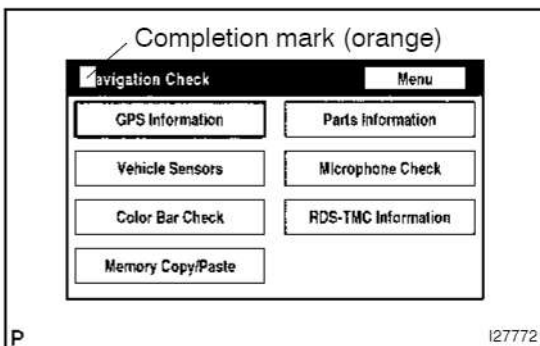 Completion mark (orange)
avigation Check Menu
GPS Information Parts Information
Vehicle Sensors Microphone Check
Color Bar Check RDS-TMC Information
Memory Copy/Paste
P I27772